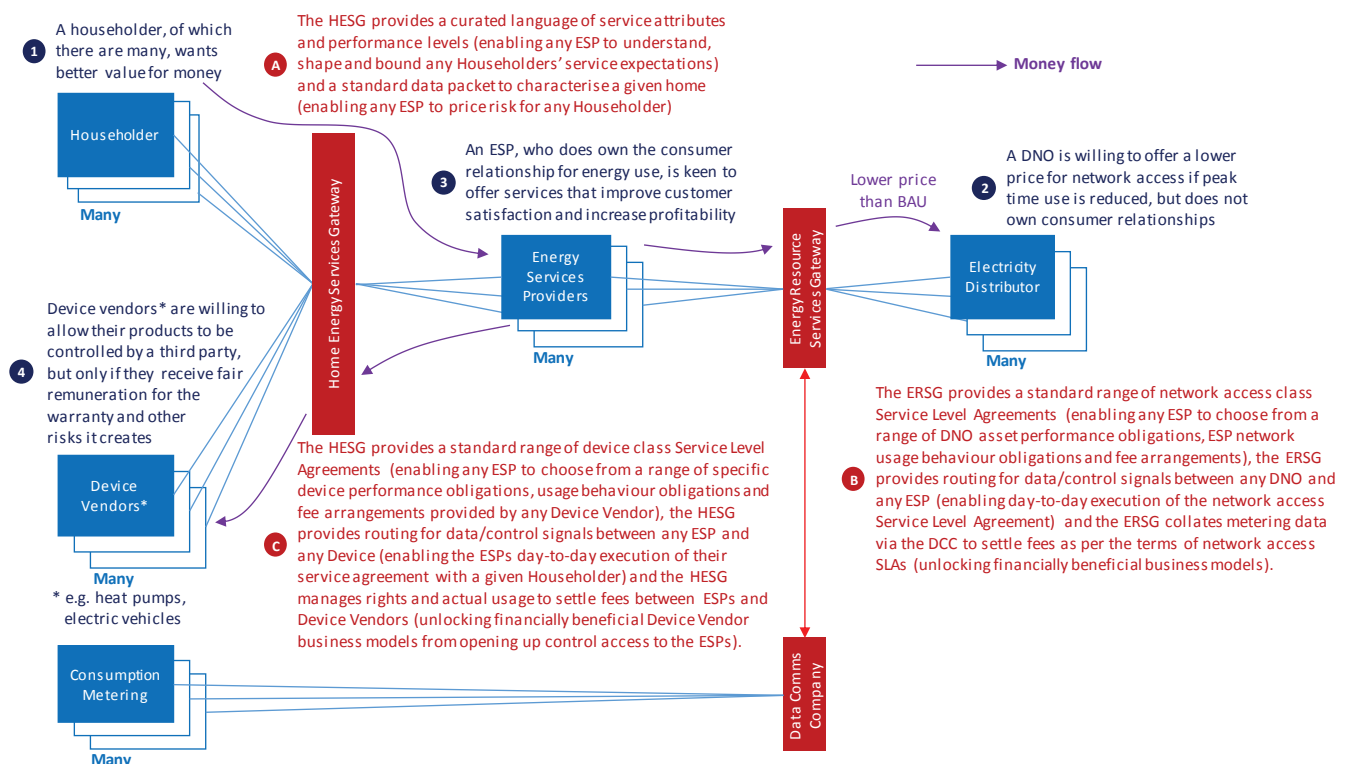 1
A householder, of which
there are many, wants
better value for money
Householder
Many
A
The HESG provides a curated language of service attributes
and performance levels (enabling any ESP to understand,
shape and bound any Householders' service expectations)
and a standard data packet to characterise a given home
(enabling any ESP to price risk for any Householder)
Money flow
Home Energy Services Gateway
3
An ESP, who does own the consumer
relationship for energy use, is keen to
offer services that improve customer
satisfaction and increase profitability
Energy
Services
Providers
Many
Lower price
than BAU
Energy Resource
Services Gateway
2
A DNO is willing to offer a lower
price for network access if peak
time use is reduced, but does not
own consumer relationships
Electricity
Distributor
Many
4
Device vendors* are willing to
allow their products to be
controlled by a third party,
but only if they receive fair
remuneration for the
warranty and other
risks it creates
Device
Vendors*
Many
* e.g. heat pumps,
electric vehicles
C
The HESG provides a standard range of device class Service Level
Agreements (enabling any ESP to choose from a range of specific
device performance obligations, usage behaviour obligations and
fee arrangements provided by any Device Vendor), the HESG
provides routing for data/control signals between any ESP and
any Device (enabling the ESPs day-to-day execution of their
service agreement with a given Householder) and the HESG
manages rights and actual usage to settle fees between ESPs and
Device Vendors (unlocking financially beneficial Device Vendor
business models from opening up control access to the ESPs).
B
The ERSG provides a standard range of network access class
Service Level Agreements (enabling any ESP to choose from a
range of DNO asset performance obligations, ESP network
usage behaviour obligations and fee arrangements), the ERSG
provides routing for data/control signals between any DNO and
any ESP (enabling day-to-day execution of the network access
Service Level Agreement) and the ERSG collates metering data
via the DCC to settle fees as per the terms of network access
SLAs (unlocking financially beneficial business models).
Consumption
Metering
Many
Data Comms
Company